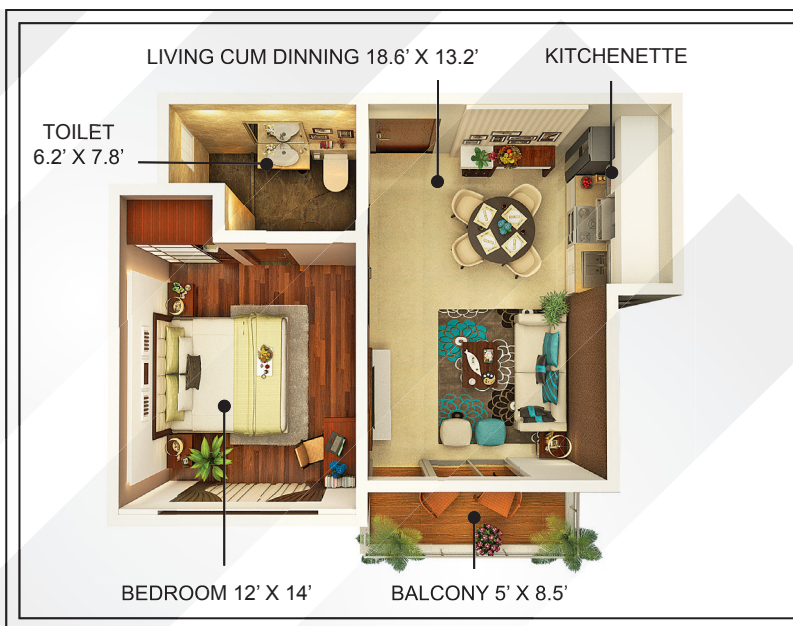 LIVING CUM DINNING 18.6’ X 13.2’
KITCHENETTE
TOILET
6.2’ X 7.8’
BEDROOM 12’ X 14’
BALCONY 5’ X 8.5’